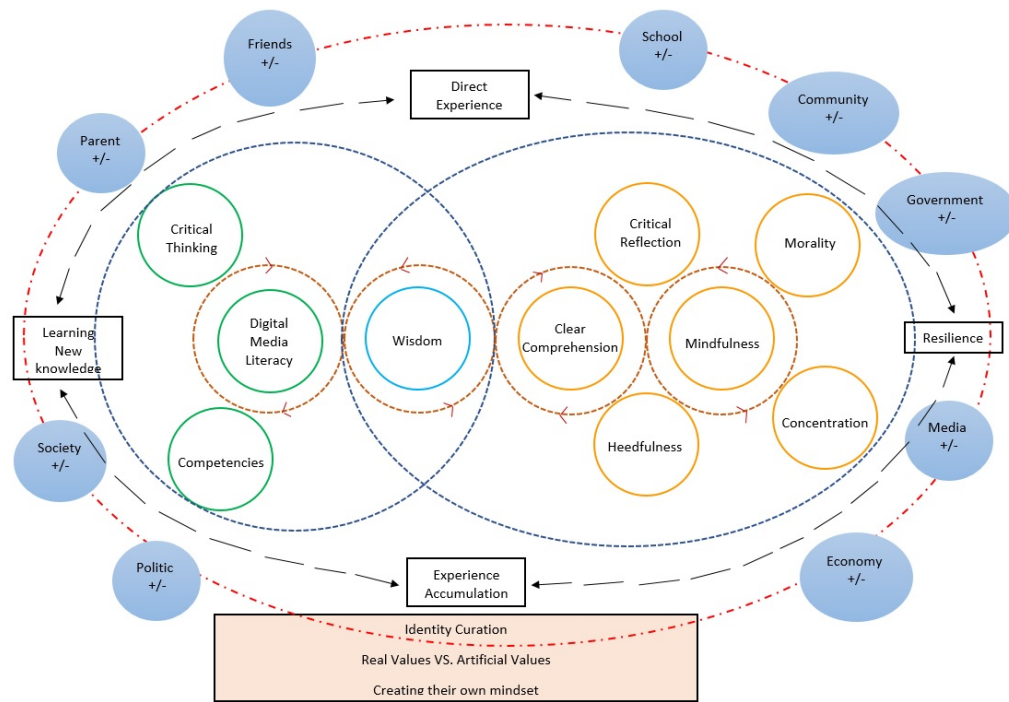 Friends
+/-
School
+/-
Direct
Experience
Community
+/-
Parent
+/-
Government
+/-
Critical
Thinking
Critical
Reflection
Morality
Learning
New
knowledge
Digital
Media
Literacy
Wisdom
Clear
Comprehension
Mindfulness
Resilience
Society
+/-
Competencies
Heedfulness
Concentration
Media
+/-
Politic
+/-
Experience
Accumulation
Economy
+/-
Identity Curation
Real Values VS. Artificial Values
Creating their own mindset